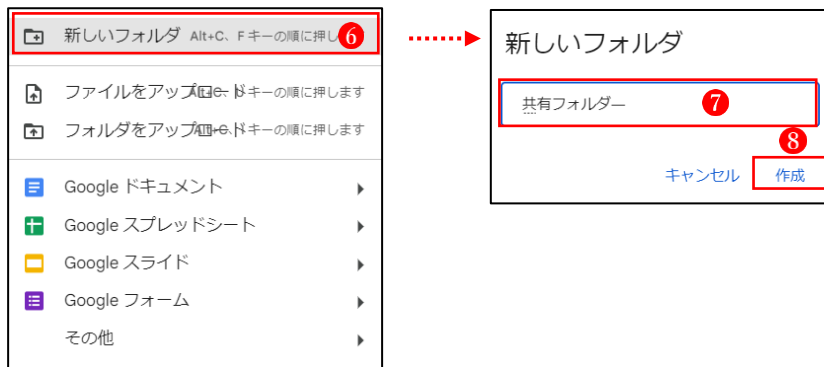 新しいフォルダ Alt+C、Fキーの順に押し
6
ファイルをアップロード キーの順に押します
フォルダをアップロード キーの順に押します
Google ドキュメント
Google スプレッドシート
Google スライド
Google フォーム
その他
新しいフォルダ
共有フォルダー
7
8
キャンセル 作成